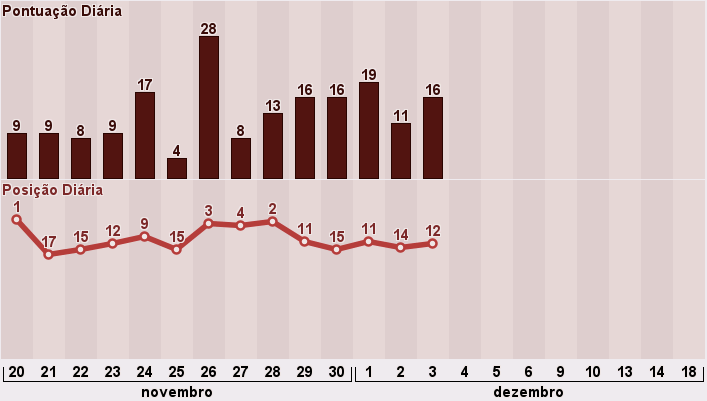 Pontuação Diária
9 9 8 9 17 4 28 8 13 16 16 19 11 16
Posição Diária
1 17 15 12 9 15 3 4 2 11 15 11 14 12
20 21 22 23 24 25 26 27 28 29 30 1 2 3 4 5 6 9 10 13 14 18
novembro dezembro